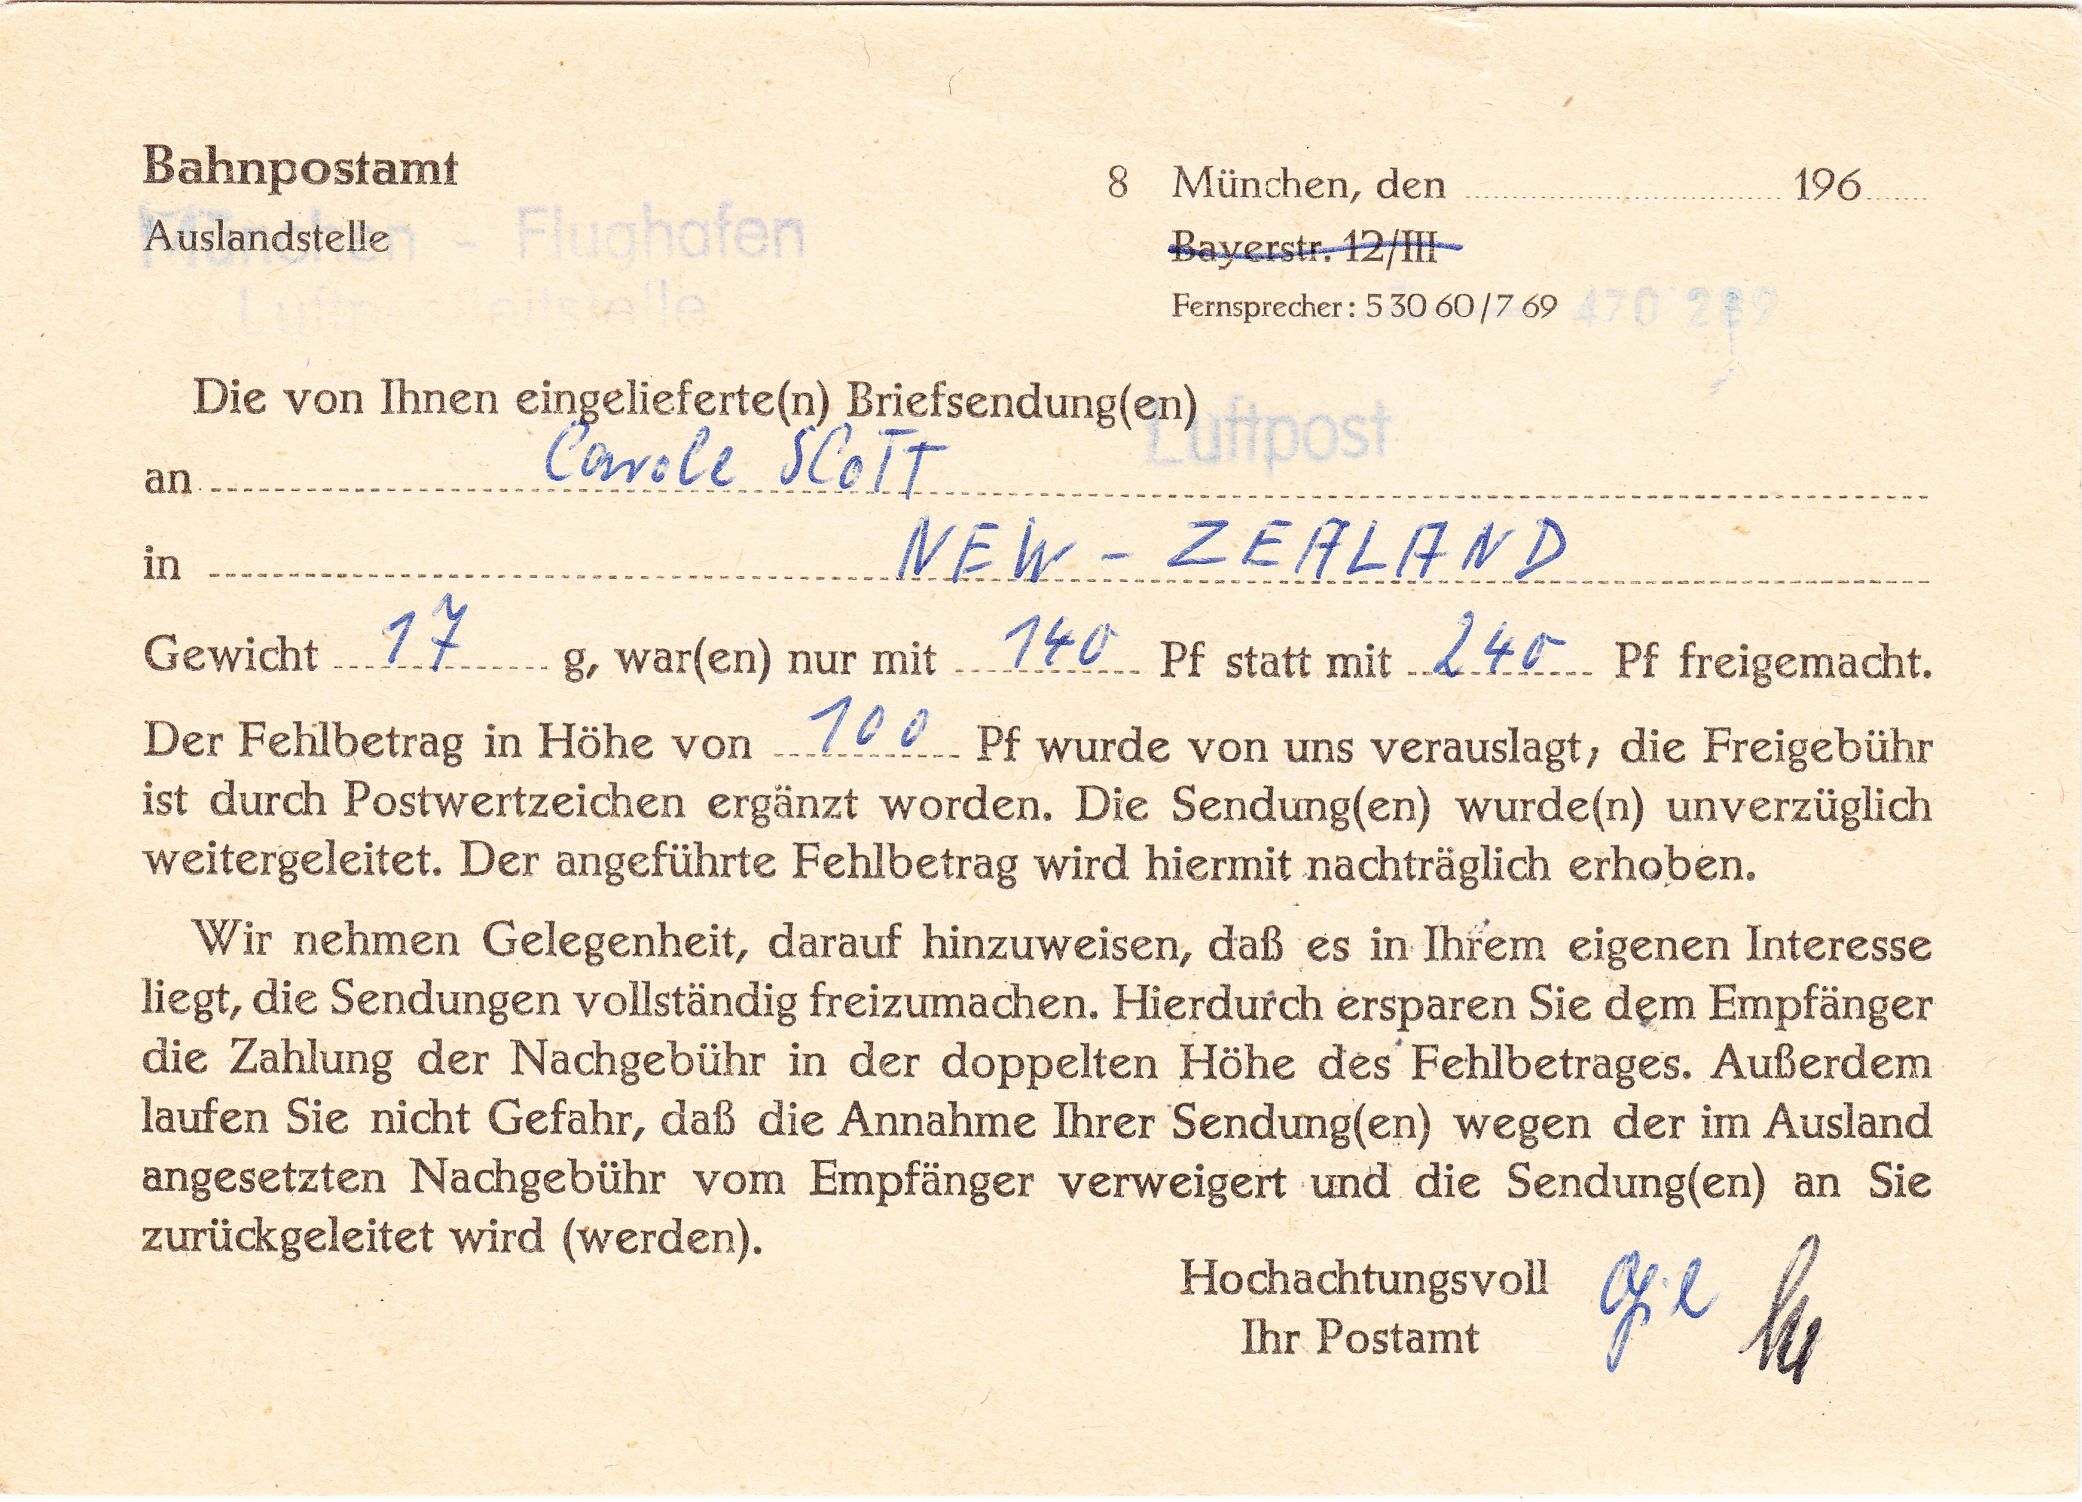 Bahnpostamt
Auslandstelle
München - Flughafen
Luftpostleitstelle
8 München, den 196
Bayerstr. 12/III
Fernsprecher: 5 30 60/7 69
470 289
Die von Ihnen eingelieferte(n) Briefsendung(en)
Luftpost
an Carole SCOTT
in NEW - ZEALAND
Gewicht 17 g, war(en) nur mit 140 Pf statt mit 240 Pf freigemacht.
Der Fehlbetrag in Höhe von 100 Pf wurde von uns verauslagt, die Freigebühr
ist durch Postwertzeichen ergänzt worden. Die Sendung(en) wurde(n) unverzüglich
weitergeleitet. Der angeführte Fehlbetrag wird hiermit nachträglich erhoben.
Wir nehmen Gelegenheit, darauf hinzuweisen, daß es in Ihrem eigenen Interesse
liegt, die Sendungen vollständig freizumachen. Hierdurch ersparen Sie dem Empfänger
die Zahlung der Nachgebühr in der doppelten Höhe des Fehlbetrages. Außerdem
laufen Sie nicht Gefahr, daß die Annahme Ihrer Sendung(en) wegen der im Ausland
angesetzten Nachgebühr vom Empfänger verweigert und die Sendung(en) an Sie
zurückgeleitet wird (werden).
Hochachtungsvoll
Ihr Postamt